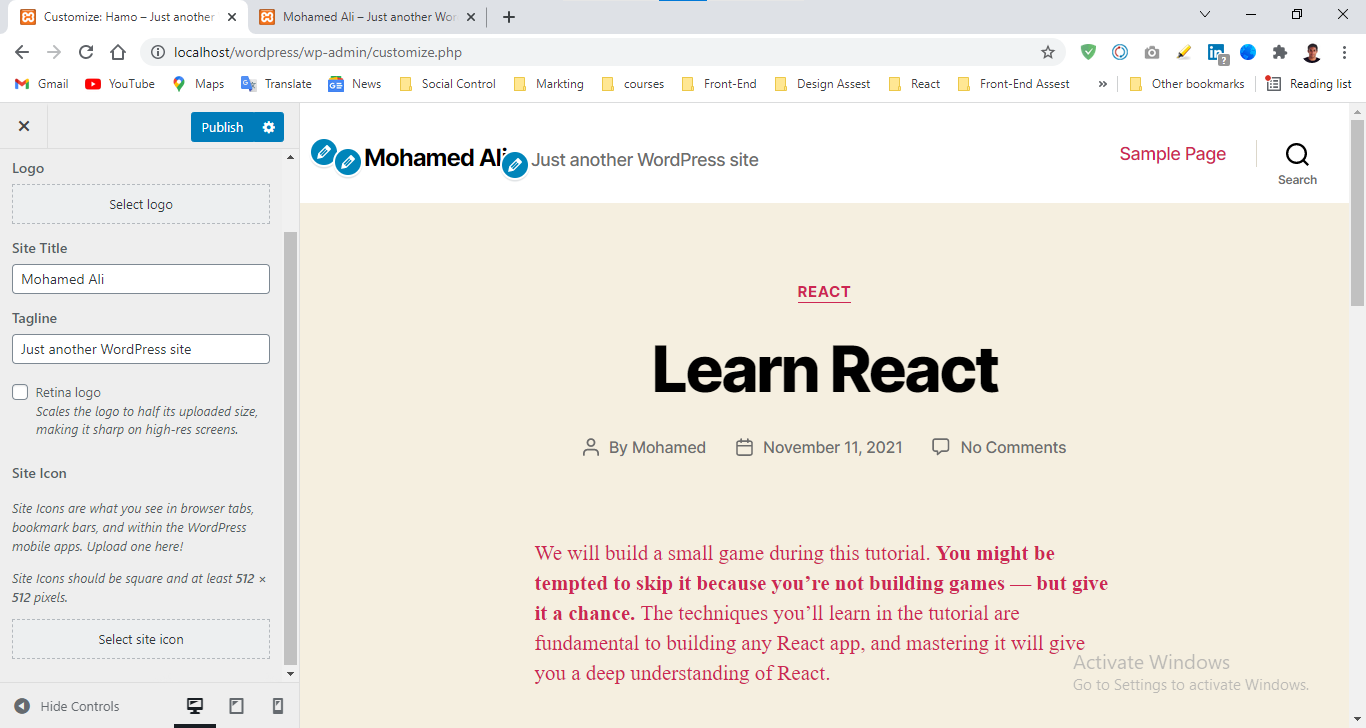 Customize: Hamo – Just another
Mohamed Ali – Just another Wor
localhost/wordpress/wp-admin/customize.php
Gmail
YouTube
Maps
Translate
News
Social Control
Markting
courses
Front-End
Design Assest
React
Front-End Assest
»
Other bookmarks
Reading list
Publish
Logo
Select logo
Site Title
Mohamed Ali
Tagline
Just another WordPress site
Retina logo
Scales the logo to half its uploaded size,
making it sharp on high-res screens.
Site Icon
Site Icons are what you see in browser tabs,
bookmark bars, and within the WordPress
mobile apps. Upload one here!
Site Icons should be square and at least 512 ×
512 pixels.
Select site icon
Hide Controls
Mohamed Ali
Just another WordPress site
Sample Page
Search
REACT
Learn React
By Mohamed
November 11, 2021
No Comments
We will build a small game during this tutorial. You might be
tempted to skip it because you’re not building games — but give
it a chance. The techniques you’ll learn in the tutorial are
fundamental to building any React app, and mastering it will give
you a deep understanding of React.
Activate Windows
Go to Settings to activate Windows.